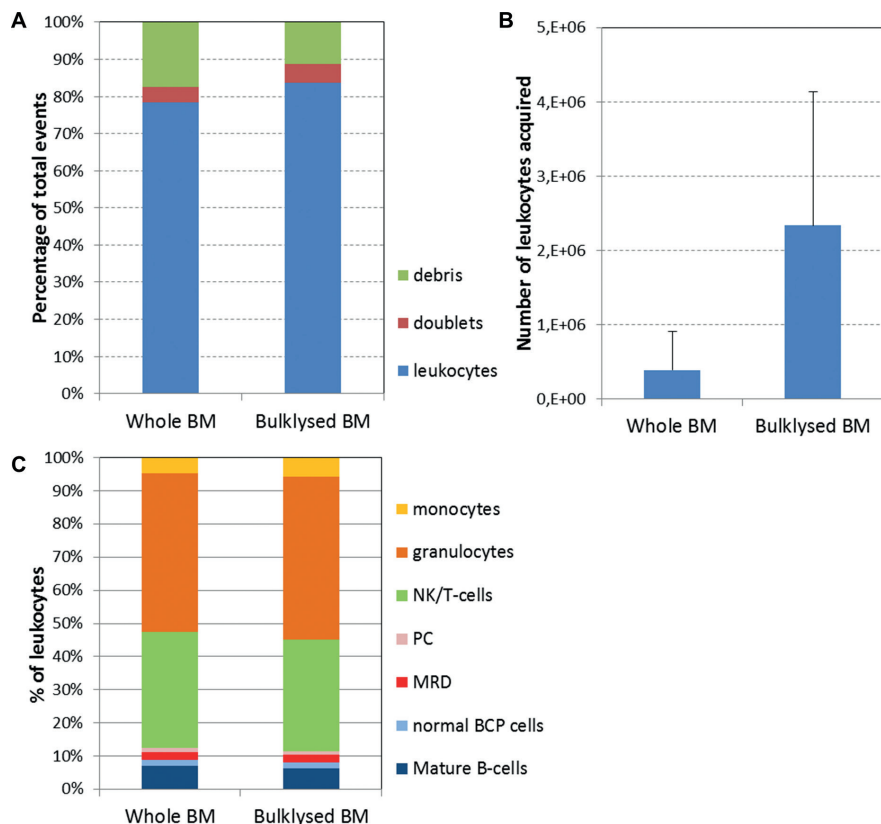 A
100%
90%
80%
70%
60%
50%
40%
30%
20%
10%
0%
Percentage of total events
Whole BM
Bulklysed BM
debris
doublets
leukocytes
B
5,E+06
4,E+06
3,E+06
2,E+06
1,E+06
0,E+00
Number of leukocytes acquired
Whole BM
Bulklysed BM
C
100%
90%
80%
70%
60%
50%
40%
30%
20%
10%
0%
% of leukocytes
Whole BM
Bulklysed BM
monocytes
granulocytes
NK/T-cells
PC
MRD
normal BCP cells
Mature B-cells